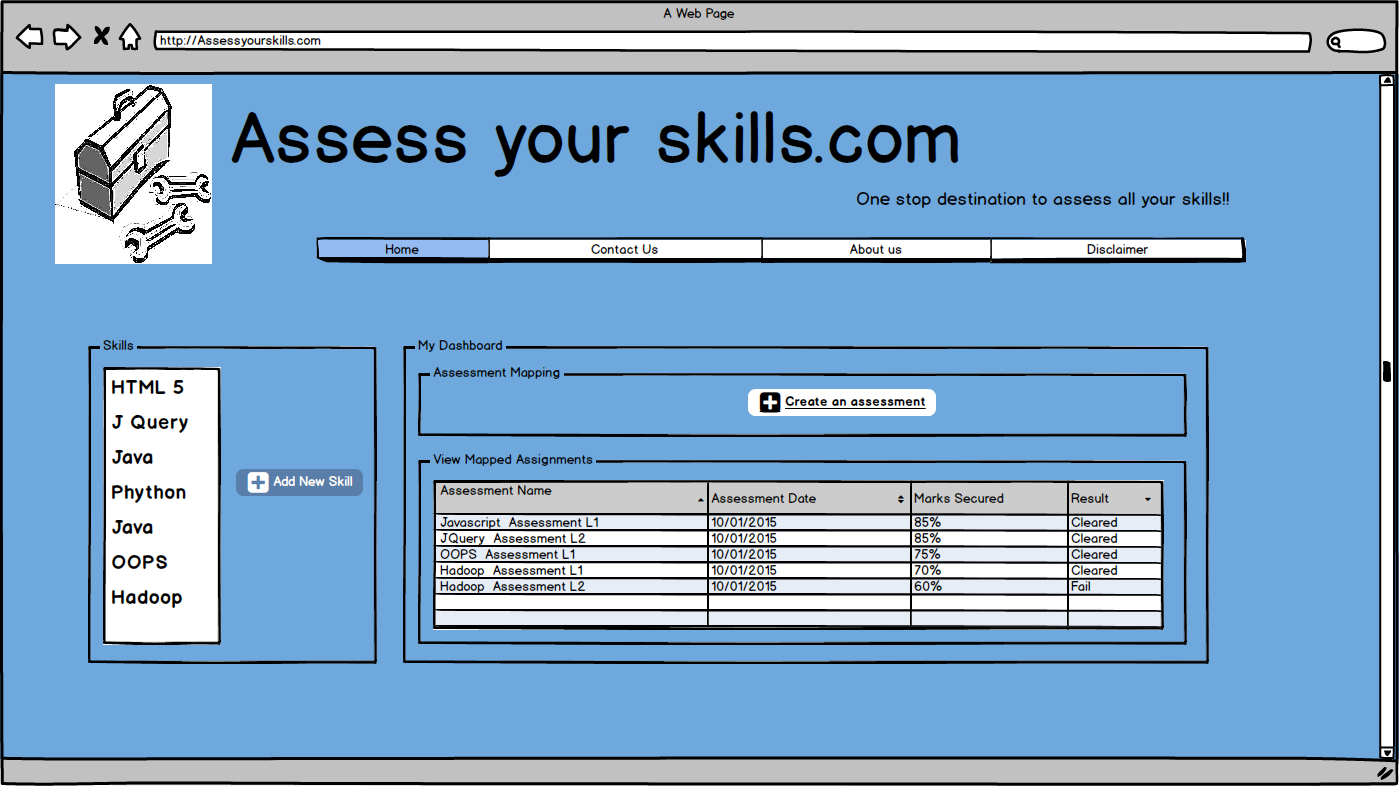 A Web Page
http://Assessyourskills.com
Assess your skills.com
One stop destination to assess all your skills!!
Home Contact Us About us Disclaimer
Skills
HTML 5
J Query
Java
Phython
Java
OOPS
Hadoop
Add New Skill
My Dashboard
Assessment Mapping
Create an assessment
View Mapped Assignments
Assessment Name Assessment Date Marks Secured Result
Javascript Assessment L1 10/01/2015 85% Cleared
JQuery Assessment L2 10/01/2015 85% Cleared
OOPS Assessment L1 10/01/2015 75% Cleared
Hadoop Assessment L1 10/01/2015 70% Cleared
Hadoop Assessment L2 10/01/2015 60% Fail